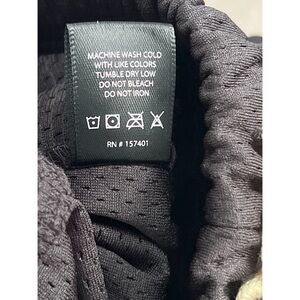 MACHINE WASH COLD
WITH LIKE COLORS
TUMBLE DRY LOW
DO NOT BLEACH
DO NOT IRON
RN # 157401